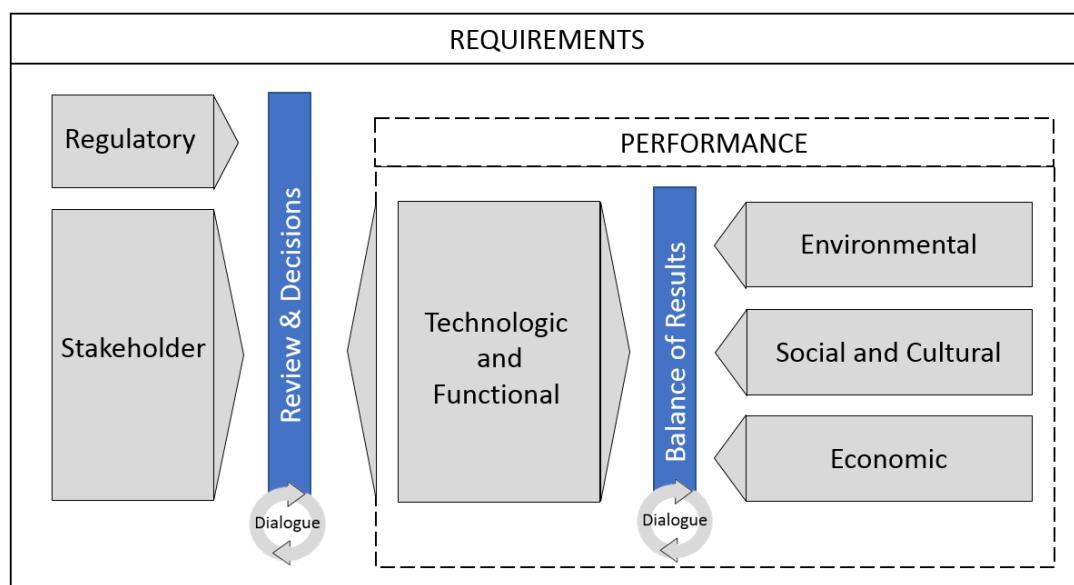 REQUIREMENTS
Regulatory
Stakeholder
Review & Decisions
Dialogue
PERFORMANCE
Technologic
and
Functional
Balance of Results
Dialogue
Environmental
Social and Cultural
Economic